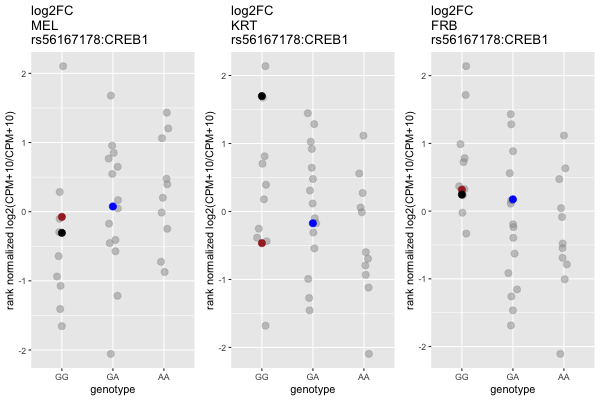 log2FC
MEL
rs56167178:CREB1
rank normalized log2(CPM+10/CPM+10)
2
1
0
-1
-2
GG
GA
AA
genotype
log2FC
KRT
rs56167178:CREB1
rank normalized log2(CPM+10/CPM+10)
2
1
0
-1
-2
GG
GA
AA
genotype
log2FC
FRB
rs56167178:CREB1
rank normalized log2(CPM+10/CPM+10)
2
1
0
-1
-2
GG
GA
AA
genotype